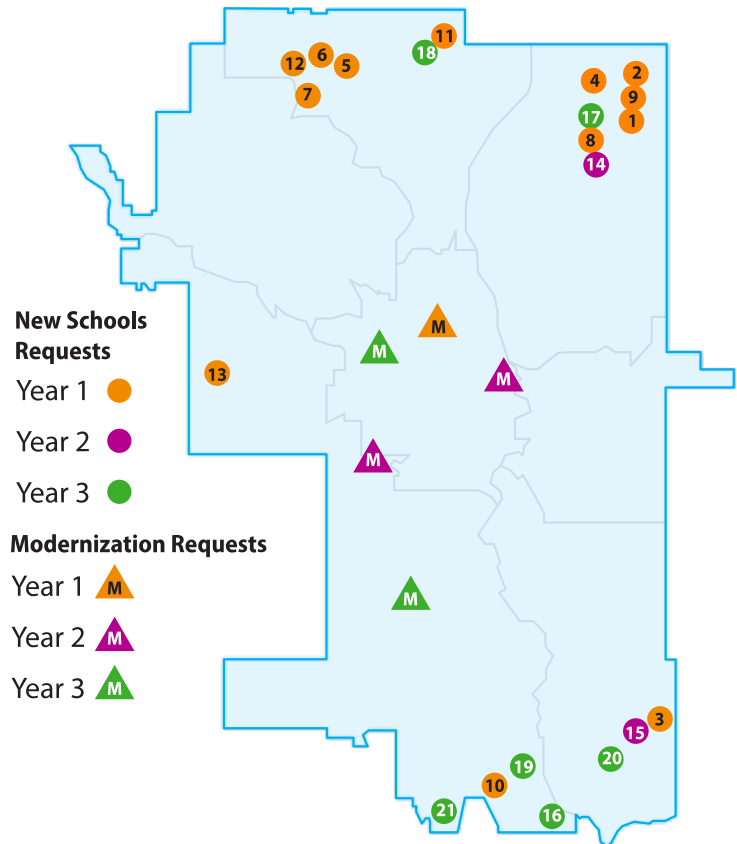 11
18
6
12
5
7
2
4
9
17
1
8
14
M
M
M
13
M
M
New Schools
Requests
Year 1
Year 2
Year 3
Modernization Requests
Year 1 M
Year 2 M
Year 3 M
3
15
20
19
10
21
16